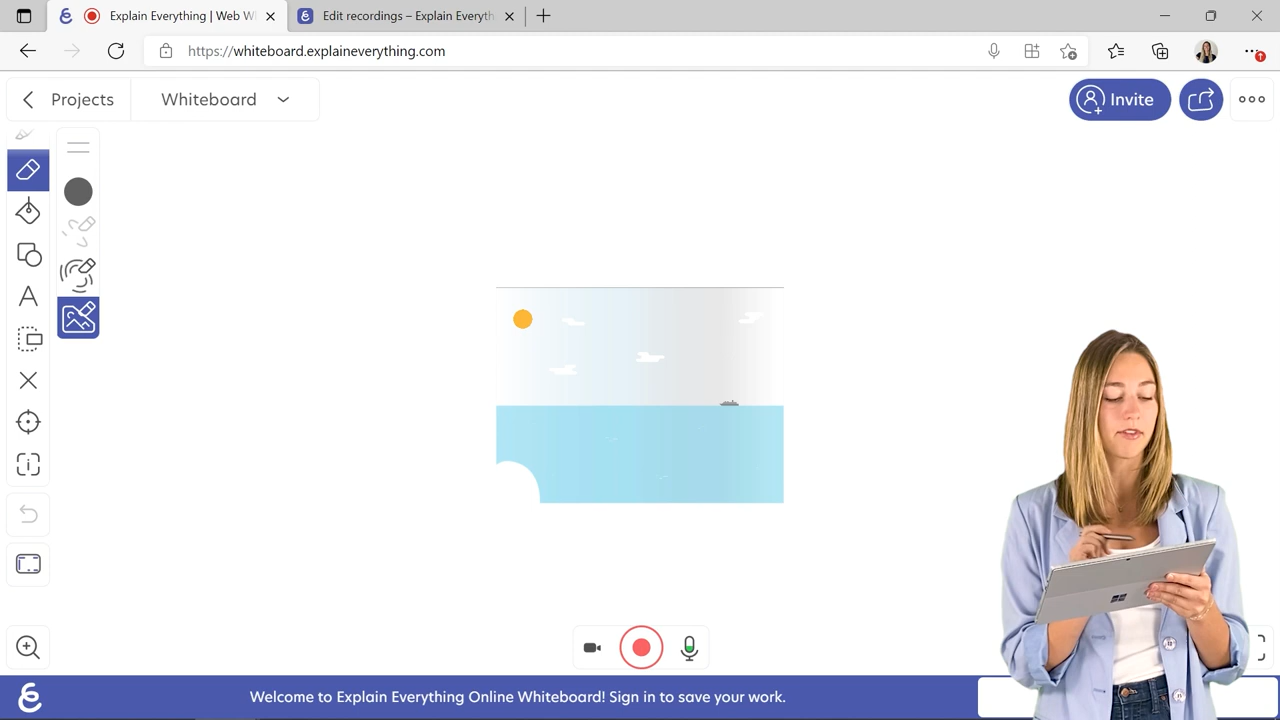 Explain Everything | Web W
Edit recordings – Explain Everyth
https://whiteboard.explaineverything.com
Projects
Whiteboard
Invite
A
Welcome to Explain Everything Online Whiteboard! Sign in to save your work.